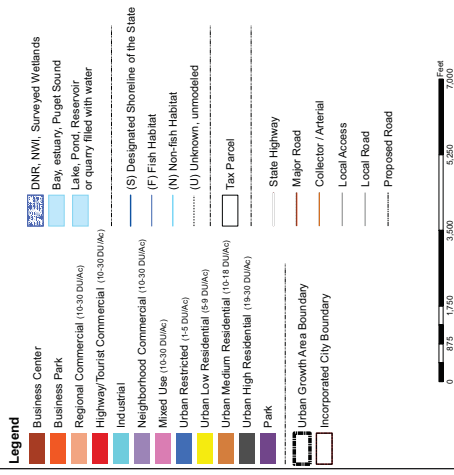 Legend
Business Center
Business Park
Regional Commercial (10-30 DU/Ac)
Highway/Tourist Commercial (10-30 DU/Ac)
Industrial
Neighborhood Commercial (10-30 DU/Ac)
Mixed Use (10-30 DU/Ac)
Urban Restricted (1-5 DU/Ac)
Urban Low Residential (5-9 DU/Ac)
Urban Medium Residential (10-18 DU/Ac)
Urban High Residential (19-30 DU/Ac)
Park
Urban Growth Area Boundary
Incorporated City Boundary
DNR, NWI, Surveyed Wetlands
Bay, estuary, Puget Sound
Lake, Pond, Reservoir
or quarry filled with water
(S) Designated Shoreline of the State
(F) Fish Habitat
(N) Non-fish Habitat
(U) Unknown, unmodeled
Tax Parcel
State Highway
Major Road
Collector / Arterial
Local Access
Local Road
Proposed Road
0 875 1,750 3,500 5,250 7,000
Feet